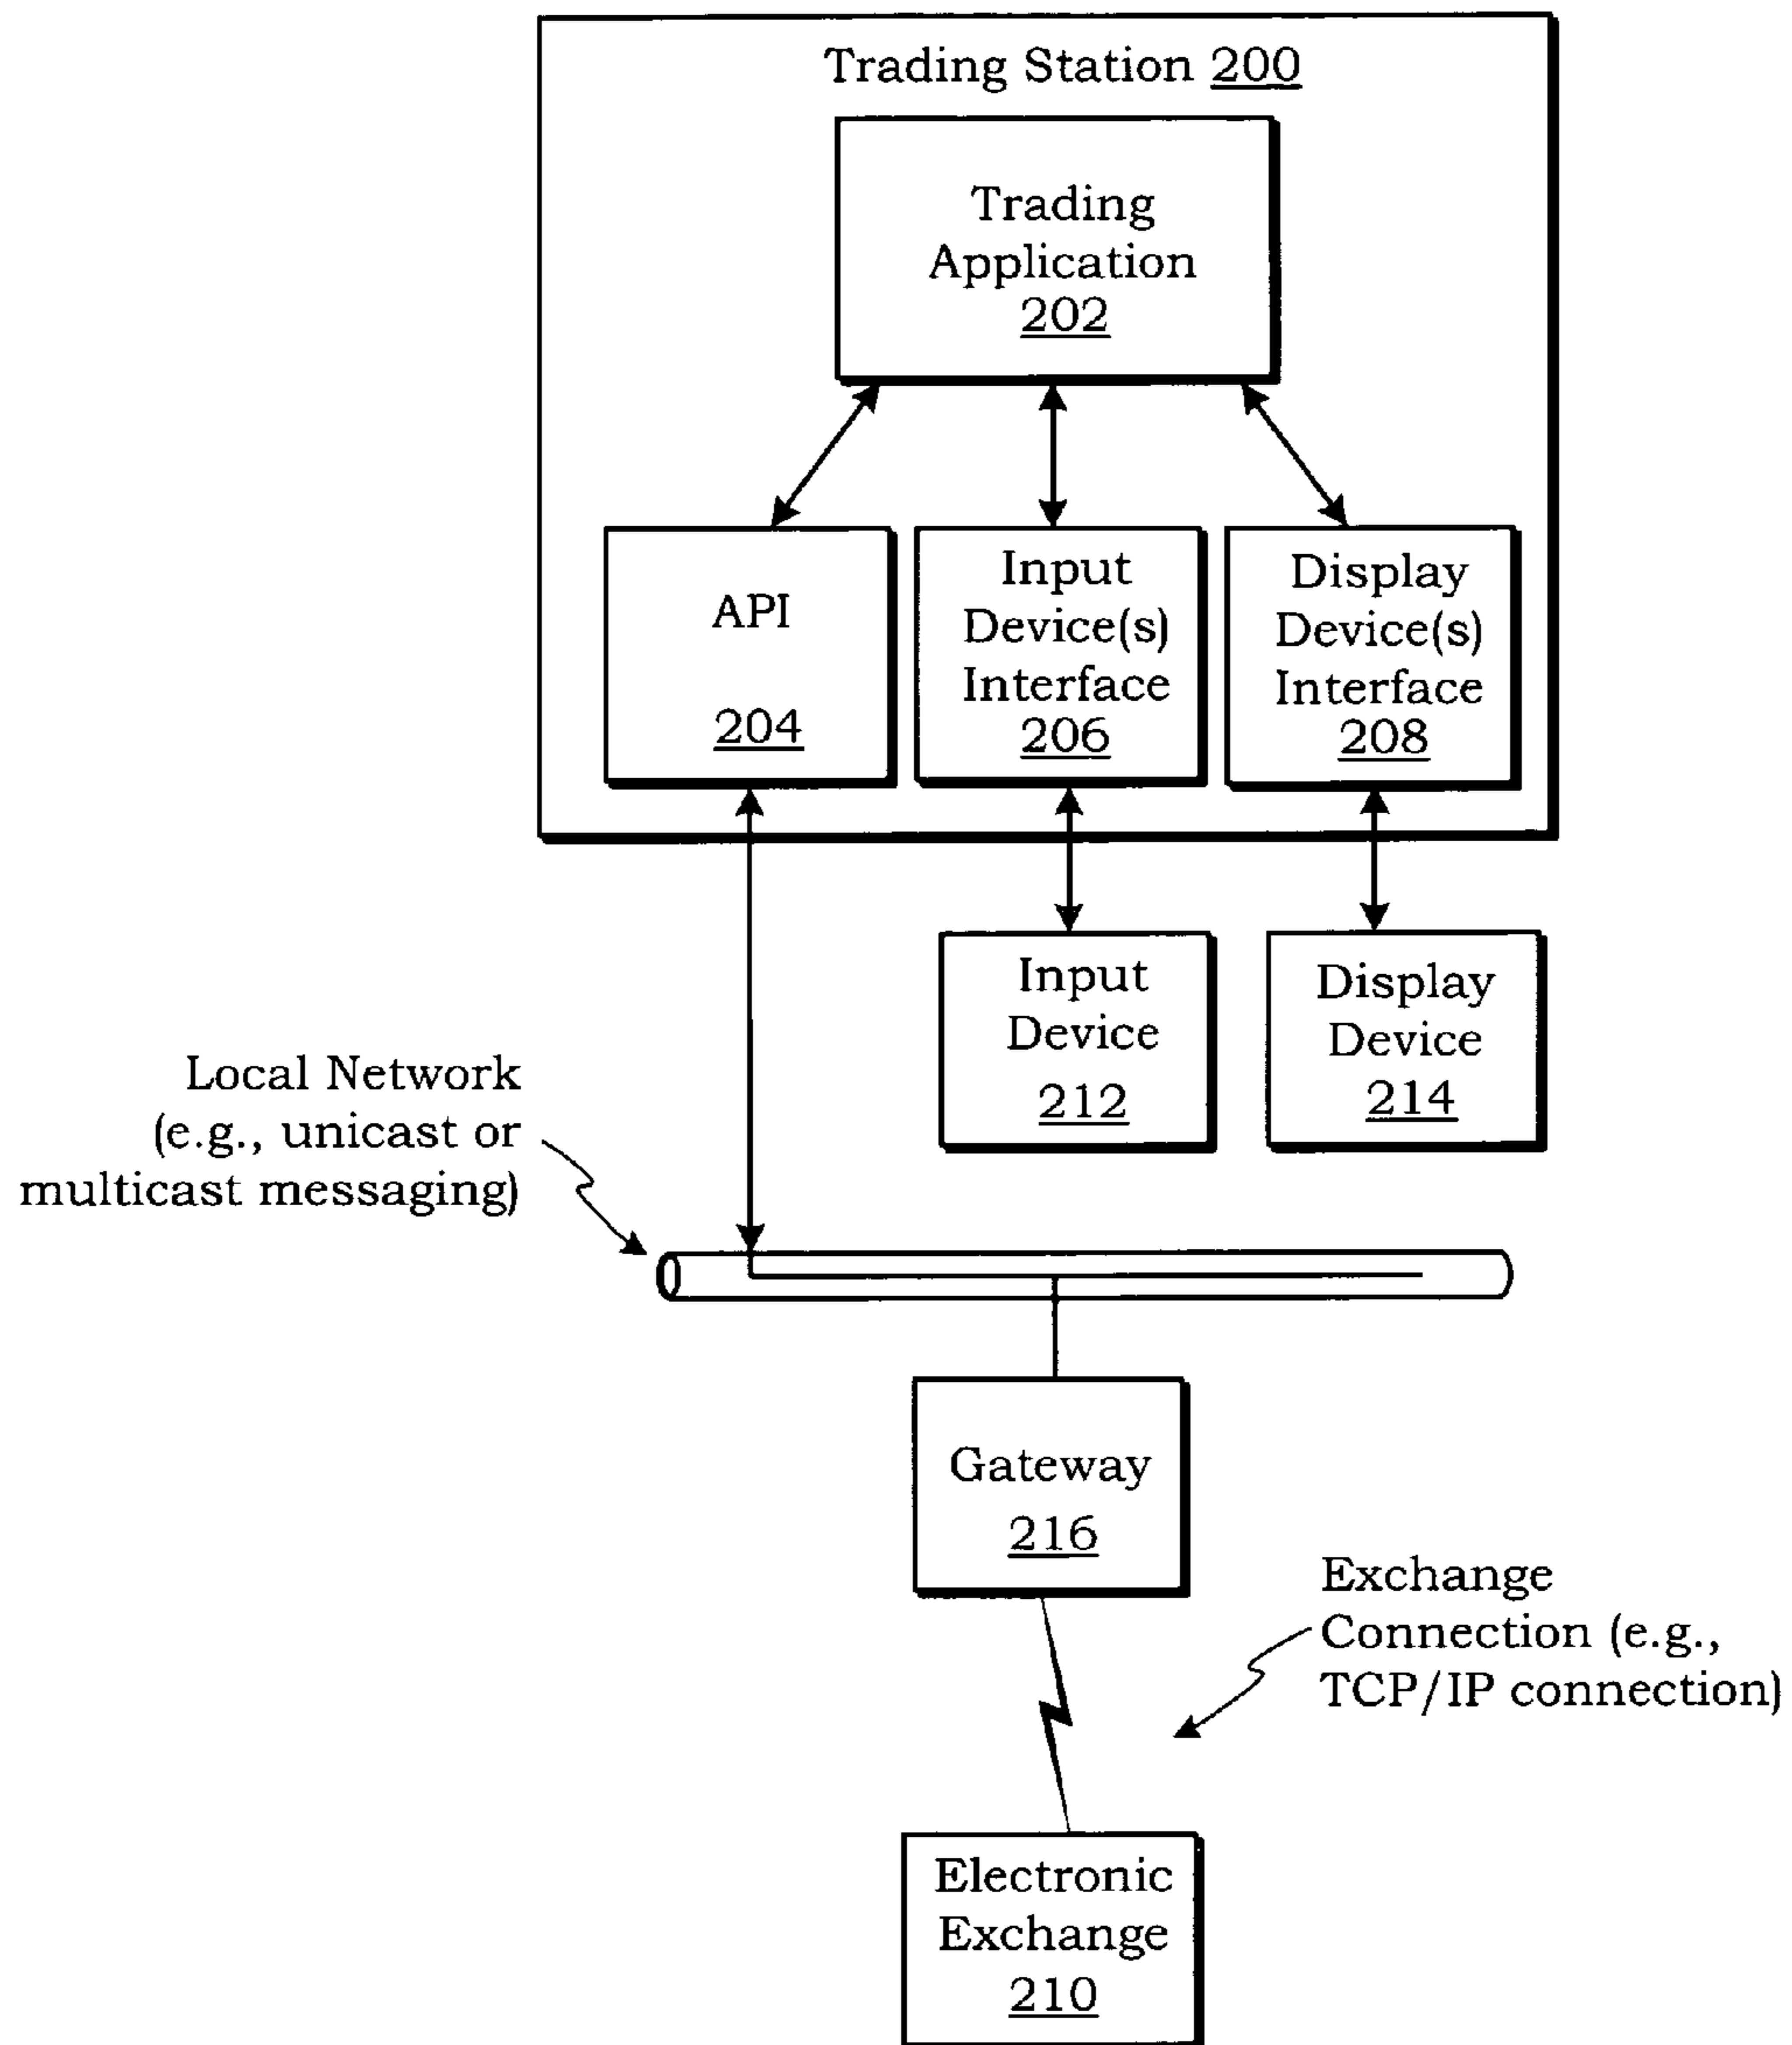 Trading Station 200
Trading
Application
202
API
204
Input
Device(s)
Interface
206
Display
Device(s)
Interface
208
Input
Device
212
Display
Device
214
Local Network
(e.g., unicast or
multicast messaging)
Gateway
216
Exchange
Connection (e.g.,
TCP/IP connection)
Electronic
Exchange
210